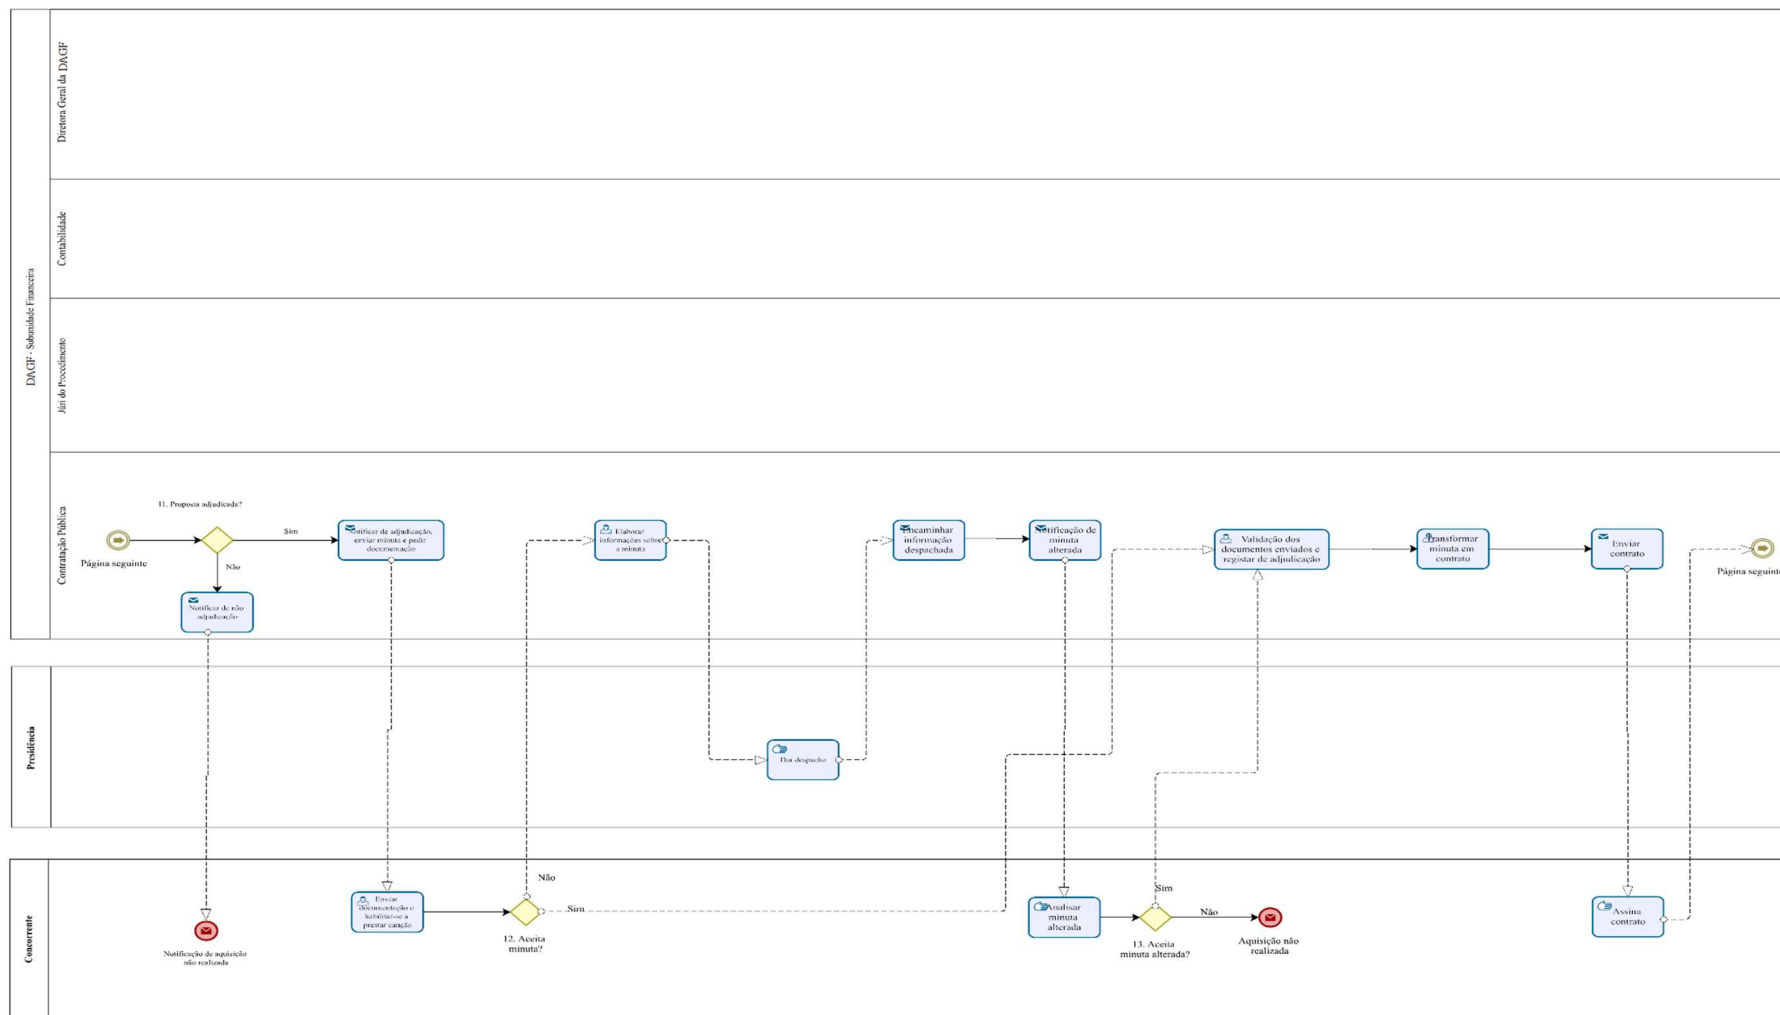 DAGF - Subunidade Financeira
Diretora Geral da DAGF
Contabilidade
Júri do Procedimento
Contratação Pública
11. Proposta adjudicada?
Sim
Não
Página seguinte
Notificar de adjudicação,
enviar minuta e pedir
documentação
Notificar de não
adjudicação
Elaborar
informações sobre
a minuta
Encaminhar
informação
despachada
Notificação de
minuta
alterada
Validação dos
documentos enviados e
registar de adjudicação
Transformar
minuta em
contrato
Enviar
contrato
Página seguinte
Presidência
Dar despacho
Concorrente
Notificação de aquisição
não realizada
Enviar
documentação e
habilitar-se a
prestar caução
Não
Sim
12. Aceita
minuta?
Analisar
minuta
alterada
Sim
Não
13. Aceita
minuta alterada?
Aquisição não
realizada
Assina
contrato